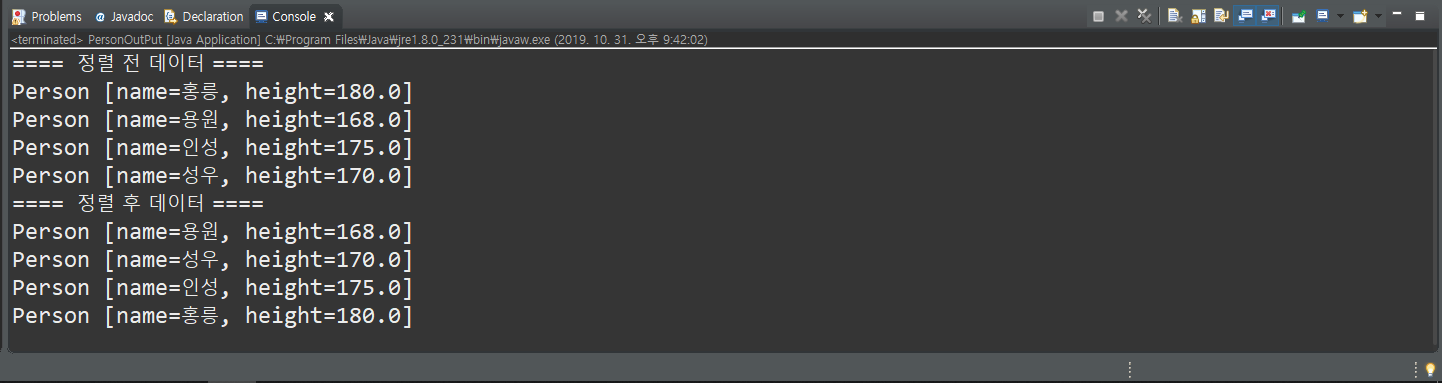 Problems @ Javadoc Declaration Console
<terminated> PersonOutPut [Java Application] C:₩Program Files₩Java₩jre1.8.0_231₩bin₩javaw.exe (2019. 10. 31. 오후 9:42:02)
==== 정렬 전 데이터 ====
Person [name=홍릉, height=180.0]
Person [name=용원, height=168.0]
Person [name=인성, height=175.0]
Person [name=성우, height=170.0]
==== 정렬 후 데이터 ====
Person [name=용원, height=168.0]
Person [name=성우, height=170.0]
Person [name=인성, height=175.0]
Person [name=홍릉, height=180.0]